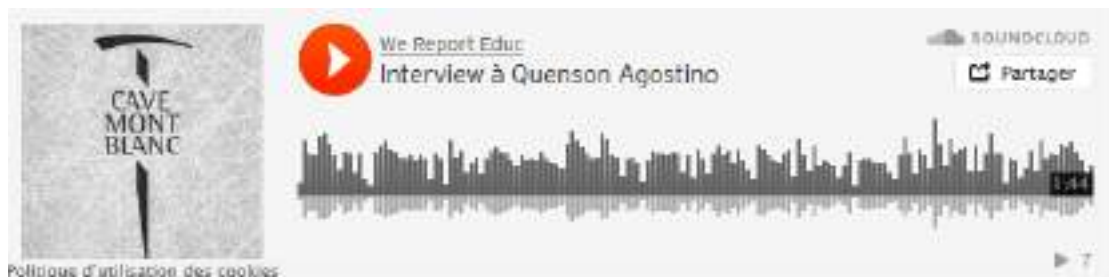 CAVE
MONT
BLANC
We Report Educ
Interview à Quenson Agostino
SOUNDCLOUD
Partager
1:44
7
Politique d'utilisation des cookies